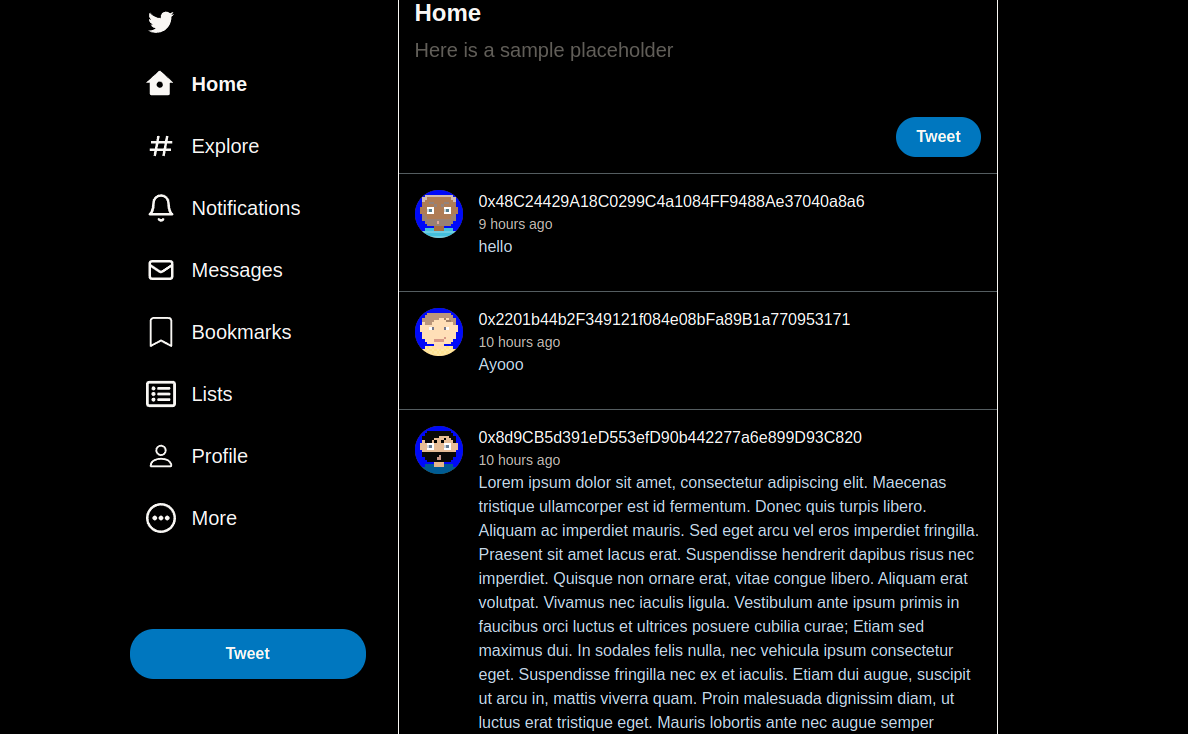 Home
Explore
Notifications
Messages
Bookmarks
Lists
Profile
More
Tweet
Home
Here is a sample placeholder
Tweet
0x48C24429A18C0299C4a1084FF9488Ae37040a8a6
9 hours ago
hello
0x2201b44b2F349121f084e08bFa89B1a770953171
10 hours ago
Ayooo
0x8d9CB5d391eD553efD90b442277a6e899D93C820
10 hours ago
Lorem ipsum dolor sit amet, consectetur adipiscing elit. Maecenas
tristique ullamcorper est id fermentum. Donec quis turpis libero.
Aliquam ac imperdiet mauris. Sed eget arcu vel eros imperdiet fringilla.
Praesent sit amet lacus erat. Suspendisse hendrerit dapibus risus nec
imperdiet. Quisque non ornare erat, vitae congue libero. Aliquam erat
volutpat. Vivamus nec iaculis ligula. Vestibulum ante ipsum primis in
faucibus orci luctus et ultrices posuere cubilia curae; Etiam sed
maximus dui. In sodales felis nulla, nec vehicula ipsum consectetur
eget. Suspendisse fringilla nec ex et iaculis. Etiam dui augue, suscipit
ut arcu in, mattis viverra quam. Proin malesuada dignissim diam, ut
luctus erat tristique eget. Mauris lobortis ante nec augue semper